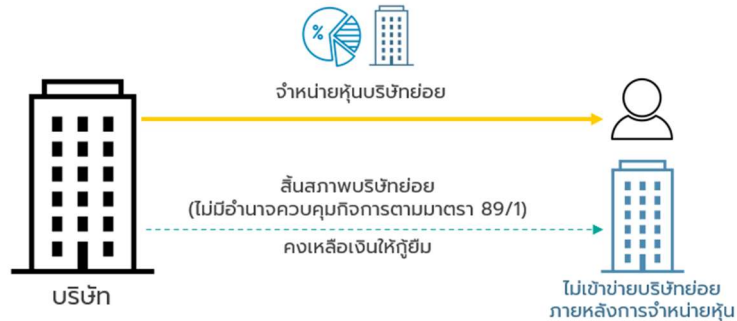 %
จำหน่ายหุ้นบริษัทย่อย
สิ้นสภาพบริษัทย่อย
(ไม่มีอำนาจควบคุมกิจการตามมาตรา 89/1)
คงเหลือเงินให้กู้ยืม
บริษัท
ไม่เข้าข่ายบริษัทย่อย
ภายหลังการจำหน่ายหุ้น